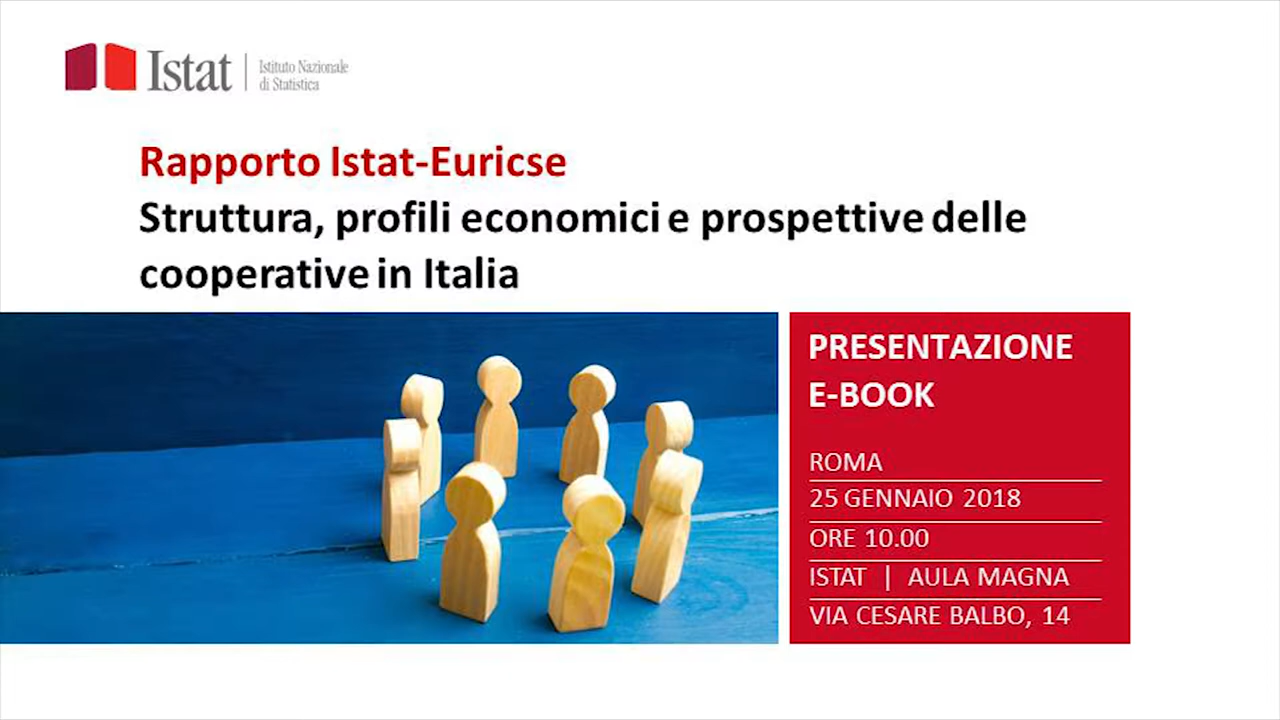 Istat
Istituto Nazionale
di Statistica
Rapporto Istat-Euricse
Struttura, profili economici e prospettive delle
cooperative in Italia
PRESENTAZIONE
E-BOOK
ROMA
25 GENNAIO 2018
ORE 10.00
ISTAT | AULA MAGNA
VIA CESARE BALBO, 14